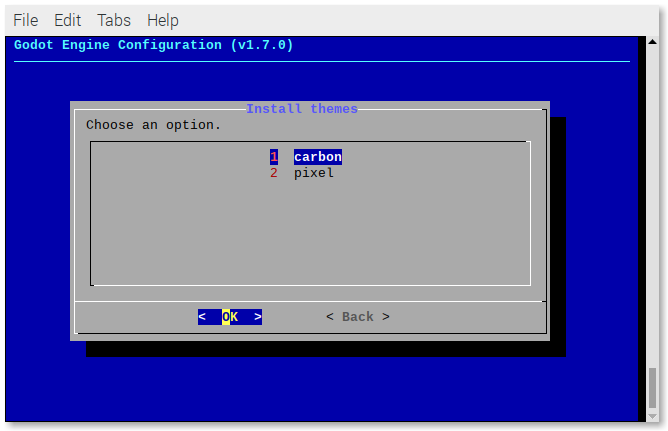 File Edit Tabs Help
Godot Engine Configuration (v1.7.0)
Install themes
Choose an option.
1 carbon
2 pixel
< OK > < Back >